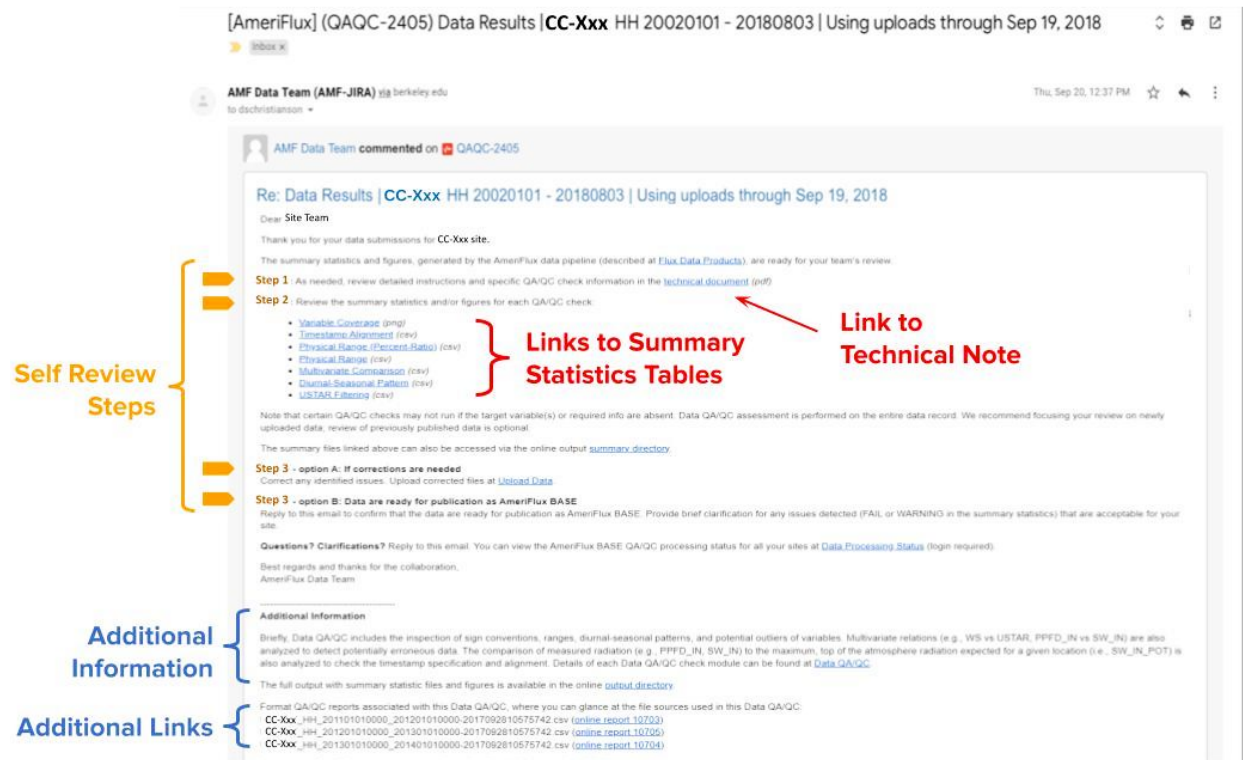 [AmeriFlux] (QAQC-2405) Data Results | CC-Xxx HH 20020101 - 20180803 | Using uploads through Sep 19, 2018
Inbox x
AMF Data Team (AMF-JIRA) via berkeley.edu
Thu, Sep 20, 12:37 PM
to dschristianson
AMF Data Team commented on QAQC-2405
Re: Data Results | CC-Xxx HH 20020101 - 20180803 | Using uploads through Sep 19, 2018
Dear Site Team
Thank you for your data submissions for CC-Xxx site.
The summary statistics and figures, generated by the AmeriFlux data pipeline (described at Flux Data Products), are ready for your team's review.
Step 1: As needed, review detailed instructions and specific QA/QC check information in the technical document (pdf)
Step 2: Review the summary statistics and/or figures for each QA/QC check:
• Variable Coverage (png)
• Timestamp Alignment (csv)
• Physical Range (Percent-Ratio) (csv)
• Physical Range (csv)
• Multivariate Comparison (csv)
• Diurnal-Seasonal Pattern (csv)
• USTAR Filtering (csv)
Links to Summary
Statistics Tables
Link to
Technical Note
Self Review
Steps
Note that certain QA/QC checks may not run if the target variable(s) or required info are absent. Data QA/QC assessment is performed on the entire data record. We recommend focusing your review on newly
uploaded data; review of previously published data is optional.
The summary files linked above can also be accessed via the online output summary directory
Step 3 - option A: If corrections are needed
Correct any identified issues. Upload corrected files at Upload Data
Step 3 - option B: Data are ready for publication as AmeriFlux BASE
Reply to this email to confirm that the data are ready for publication as AmeriFlux BASE. Provide brief clarification for any issues detected (FAIL or WARNING in the summary statistics) that are acceptable for your
site.
Questions? Clarifications? Reply to this email. You can view the AmeriFlux BASE QA/QC processing status for all your sites at Data Processing Status (login required).
Best regards and thanks for the collaboration,
AmeriFlux Data Team
Additional
Information
Additional Information
Briefly, Data QA/QC includes the inspection of sign conventions, ranges, diurnal-seasonal patterns, and potential outliers of variables. Multivariate relations (e.g., WS vs USTAR, PPFD_IN vs SW_IN) are also
analyzed to detect potentially erroneous data. The comparison of measured radiation (e.g., PPFD_IN, SW_IN) to the maximum, top of the atmosphere radiation expected for a given location (i.e., SW_IN_POT) is
also analyzed to check the timestamp specification and alignment. Details of each Data QA/QC check module can be found at Data QA/QC.
The full output with summary statistic files and figures is available in the online output directory.
Additional Links
Format QA/QC reports associated with this Data QA/QC, where you can glance at the file sources used in this Data QA/QC:
CC-Xxx_HH_201101010000_201201010000-2017092810575742.csv (online report 10703)
CC-Xxx_HH_201201010000_201301010000-2017092810575742.csv (online report 10705)
CC-Xxx_HH_201301010000_201401010000-2017092810575742.csv (online report 10704)